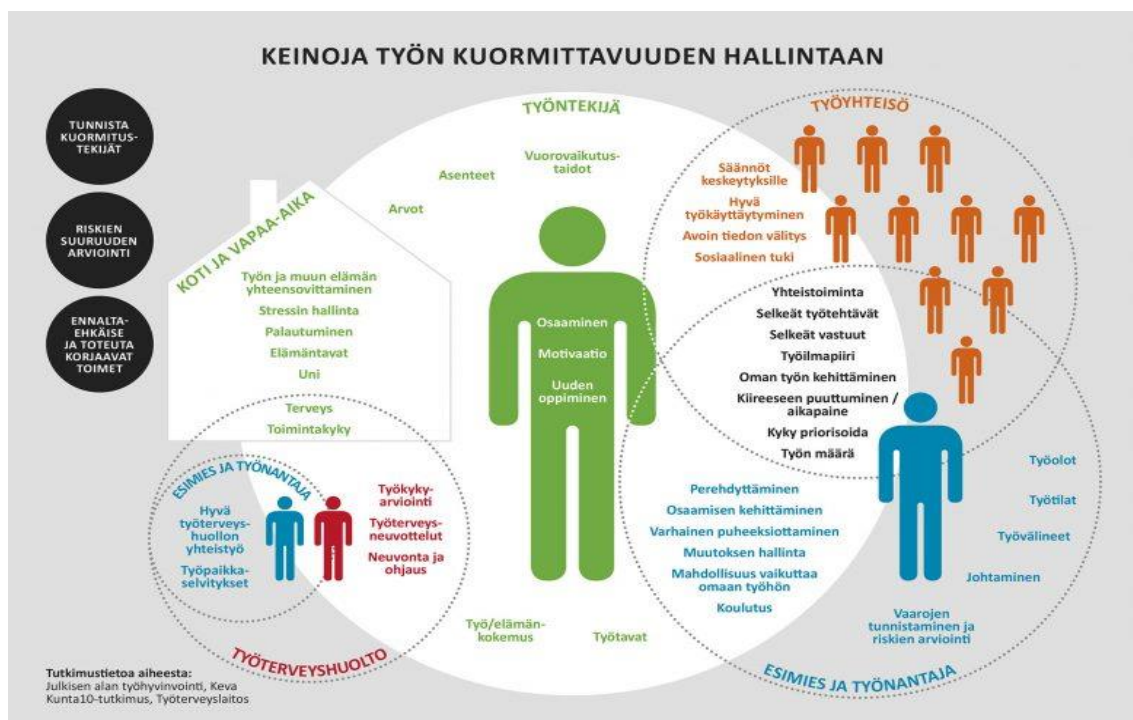 KEINOJA TYÖN KUORMITTAVUUDEN HALLINTAAN
TUNNISTA
KUORMITUS-
TEKIJÄT
RISKIEN
SUURUUDEN
ARVIOINTI
ENNALTA-
EHKÄISE
JA TOTEUTA
KORJAAVAT
TOIMET
KOTI JA VAPAA-AIKA
Työn ja muun elämän
yhteensovittaminen
Stressin hallinta
Palautuminen
Elämäntavat
Uni
Terveys
Toimintakyky
TYÖNTEKIJÄ
Vuorovaikutus-
taidot
Asenteet
Arvot
Osaaminen
Motivaatio
Uuden
oppiminen
Työ/elämän-
kokemus
Työtavat
TYÖYHTEISÖ
Säännöt
keskeytyksille
Hyvä
työkäyttäytyminen
Avoin tiedon välitys
Sosiaalinen tuki
Yhteistoiminta
Selkeät työtehtävät
Selkeät vastuut
Työilmapiiri
Oman työn kehittäminen
Kiireeseen puuttuminen /
aikapaine
Kyky priorisoida
Työn määrä
Perehdyttäminen
Osaamisen kehittäminen
Varhainen puheeksiottaminen
Muutoksen hallinta
Mahdollisuus vaikuttaa
omaan työhön
Koulutus
Työolot
Työtilat
Työvälineet
Johtaminen
Vaarojen
tunnistaminen ja
riskien arviointi
ESIMIES JA TYÖNANTAJA
ESIMIES JA TYÖNANTAJA
Hyvä
työterveys-
huollon
yhteistyö
Työpaikka-
selvitykset
Työkyky-
arviointi
Työterveys-
neuvottelut
Neuvonta ja
ohjaus
TYÖTERVEYSHUOLTO
Tutkimustietoa aiheesta:
Julkisen alan työhyvinvointi, Keva
Kunta10-tutkimus, Työterveyslaitos